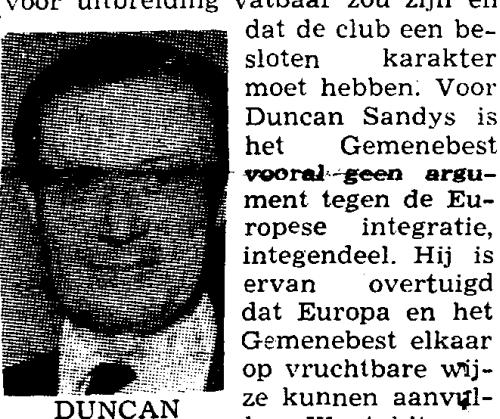 voor uitbreiding vatbaar zou zijn en
dat de club een be-
sloten karakter
moet hebben. Voor
Duncan Sandys is
het Gemenebest
vooral geen argu-
ment tegen de Eu-
ropese integratie,
integendeel. Hij is
ervan overtuigd
dat Europa en het
Gemenebest elkaar
op vruchtbare wij-
ze kunnen aanvul-
DUNCAN